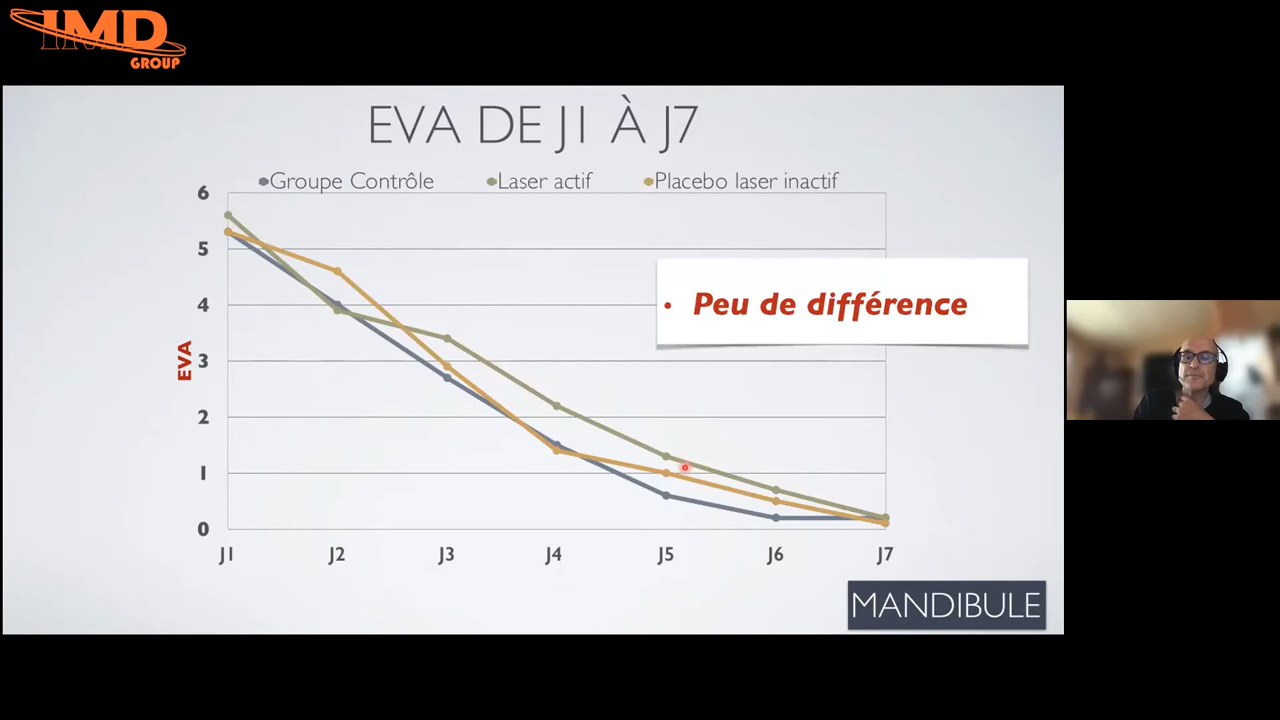 IMD
GROUP
EVA DE J1 À J7
Groupe Contrôle
Laser actif
Placebo laser inactif
6
5
4
3
2
1
0
EVA
• Peu de différence
J1
J2
J3
J4
J5
J6
J7
MANDIBULE